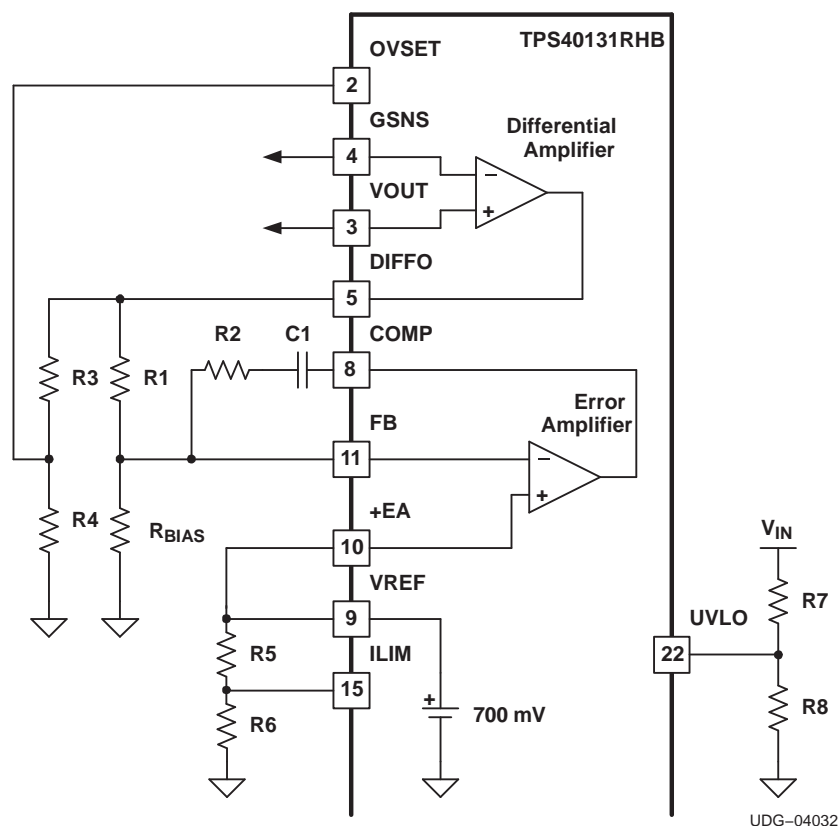 TPS40131RHB
OVSET
2
GSNS
4
Differential
Amplifier
−
+
VOUT
3
DIFFO
5
R3
R1
R2
C1
COMP
8
Error
Amplifier
−
+
FB
11
R4
RBIAS
+EA
10
VREF
9
VIN
R7
UVLO
22
R8
R5
ILIM
15
R6
+
700 mV
UDG−04032